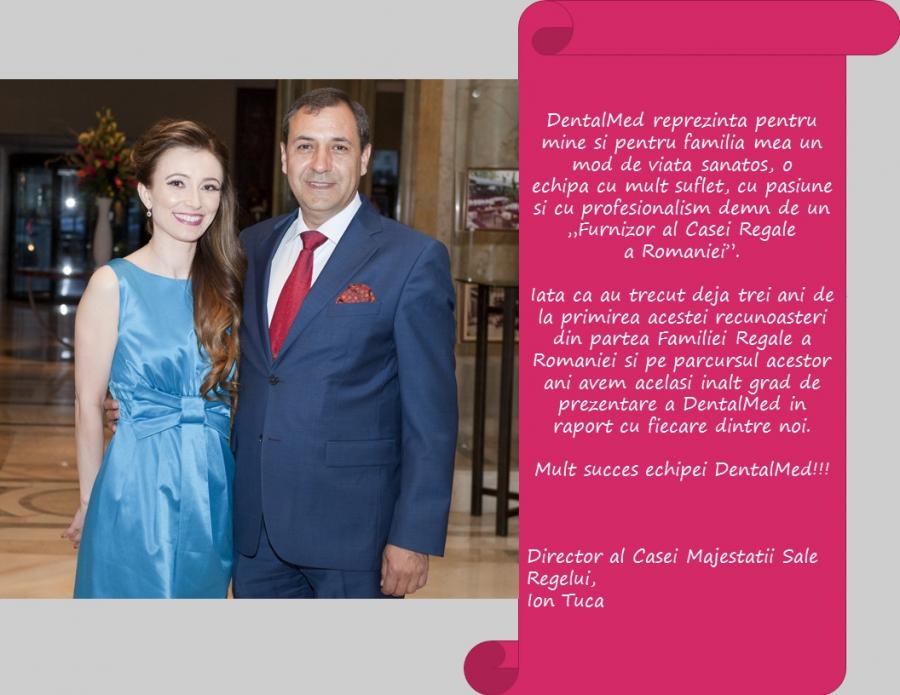 DentalMed reprezinta pentru
mine si pentru familia mea un
mod de viata sanatos, o
echipa cu mult suflet, cu pasiune
si cu profesionalism demn de un
„Furnizor al Casei Regale
a Romaniei”.
Iata ca au trecut deja trei ani de
la primirea acestei recunoasteri
din partea Familiei Regale a
Romaniei si pe parcursul acestor
ani avem acelasi inalt grad de
prezentare a DentalMed in
raport cu fiecare dintre noi.
Mult succes echipei DentalMed!!!
Director al Casei Majestatii Sale
Regelui,
Ion Tuca